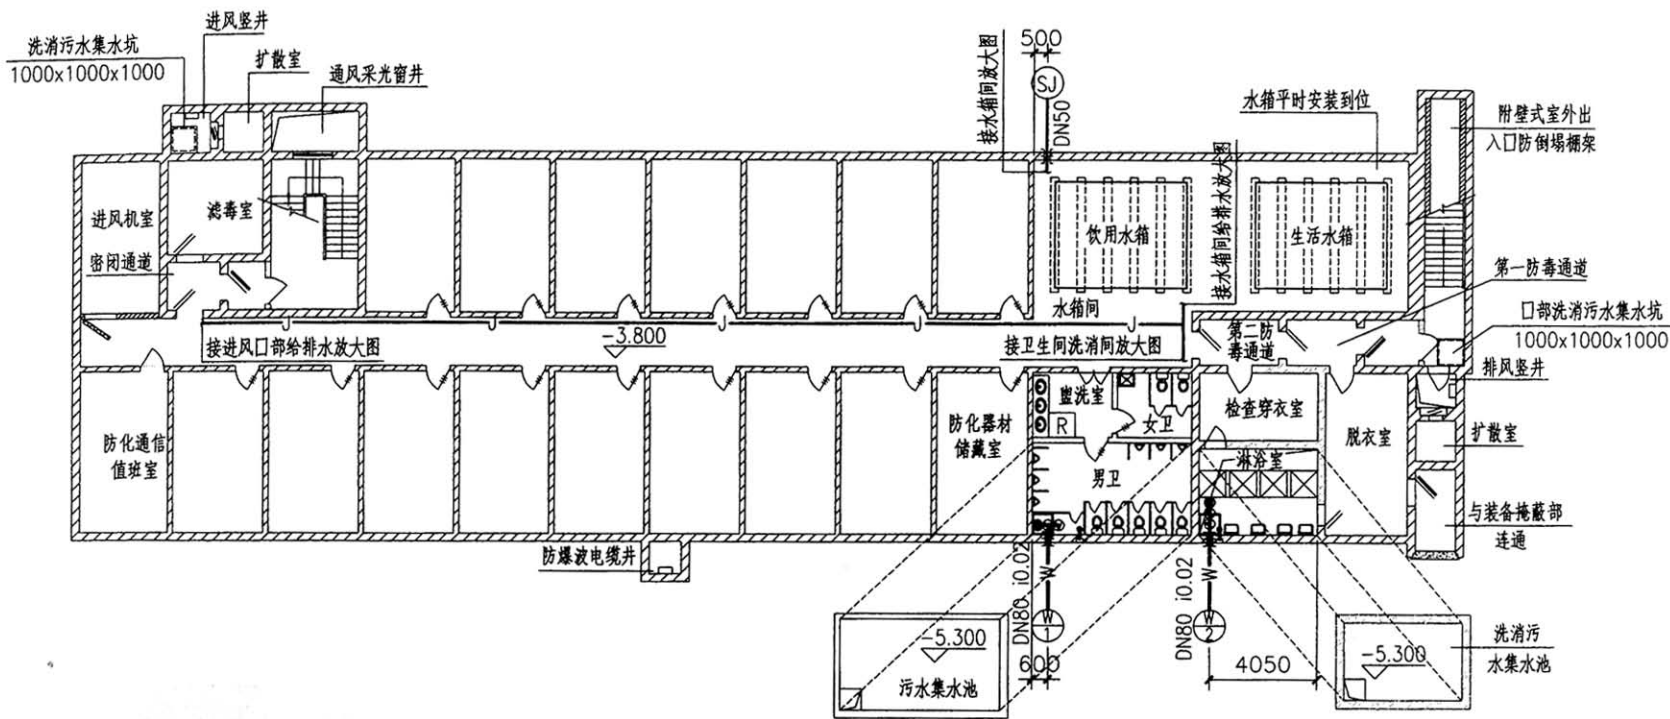 进风竖井
洗消污水集水坑
1000x1000x1000
扩散室
通风采光窗井
500
SJ
DN50
接水箱间放大图
水箱平时安装到位
附壁式室外出
入口防倒塌棚架
进风机室
滤毒室
密闭通道
饮用水箱
接水箱间给排水放大图
生活水箱
第一防毒通道
水箱间
口部洗消污水集水坑
1000x1000x1000
J
J
J
J
J
接进风口部给排水放大图
-3.800
接卫生间洗消间放大图
第二防
毒通道
排风竖井
防化通信
值班室
防化器材
储藏室
盥洗室
R
女卫
检查穿衣室
脱衣室
扩散室
男卫
淋浴室
与装备掩蔽部
连通
防爆波电缆井
DN80 i0.02
W
W
1
DN80 i0.02
W
W
2
600
4050
-5.300
污水集水池
-5.300
洗消污
水集水池